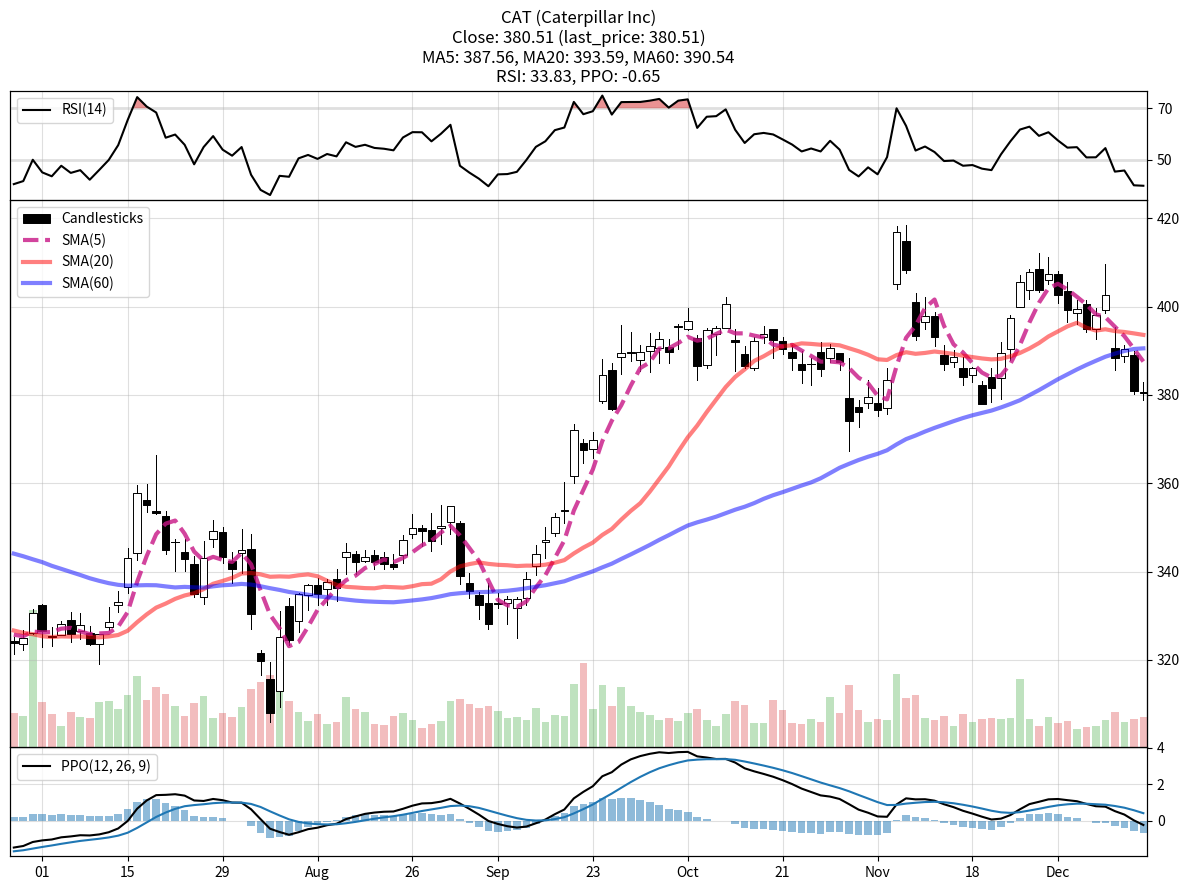 CAT (Caterpillar Inc)
Close: 380.51 (last_price: 380.51)
MA5: 387.56, MA20: 393.59, MA60: 390.54
RSI: 33.83, PPO: -0.65
RSI(14)
70
50
Candlesticks
SMA(5)
SMA(20)
SMA(60)
420
400
380
360
340
320
PPO(12, 26, 9)
4
2
0
01 15 29 Aug 26 Sep 23 Oct 21 Nov 18 Dec